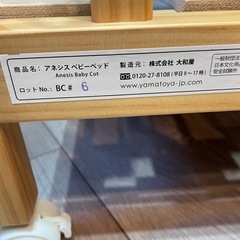 商品名：アネシス ベビーベッド
Anesis Baby Cot
ロットNo.： BC# 6
製造元：株式会社 大和屋
0120-27-8108（平日9～17時）
www.yamatoya-jp.com
一般財団法
日本文化用品
安全試験所